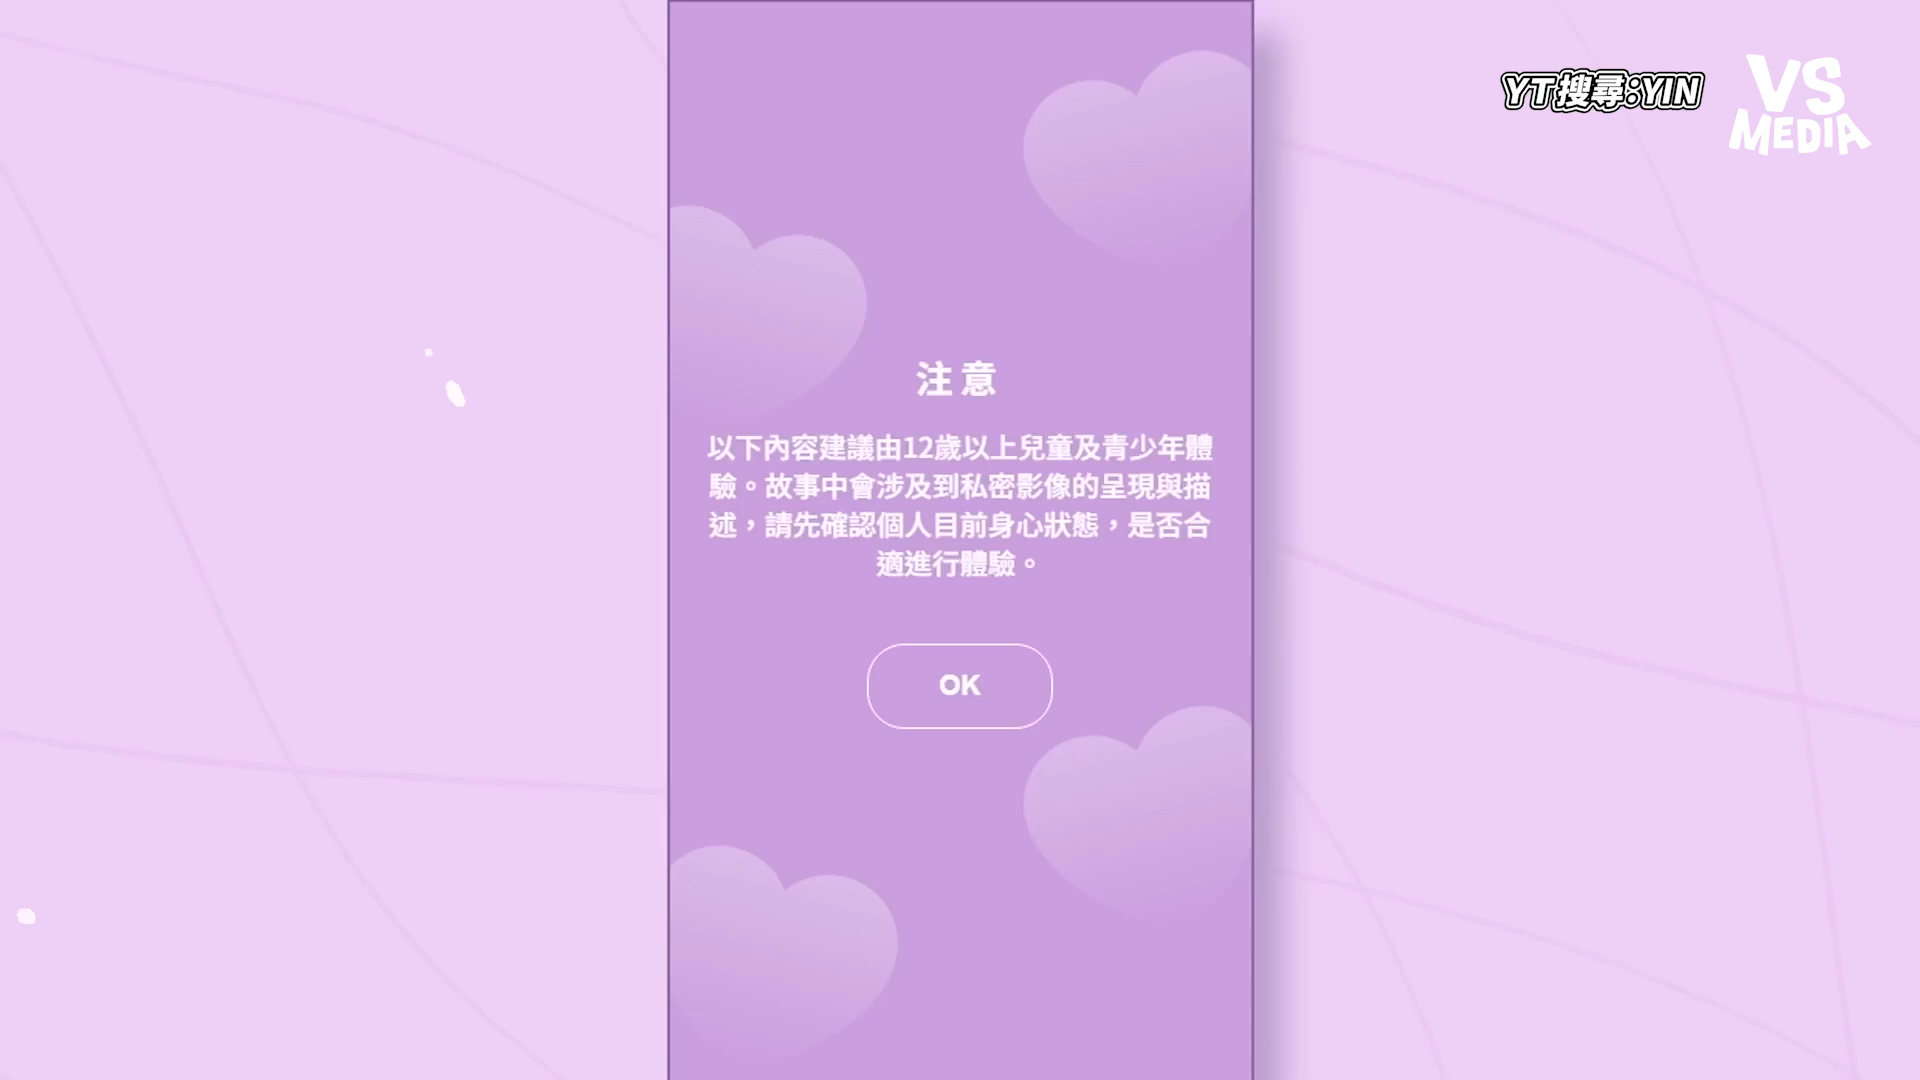 YT搜尋:YIN
VS
MEDIA
注意
以下內容建議由12歲以上兒童及青少年體
驗。故事中會涉及到私密影像的呈現與描
述，請先確認個人目前身心狀態，是否合
適進行體驗。
OK